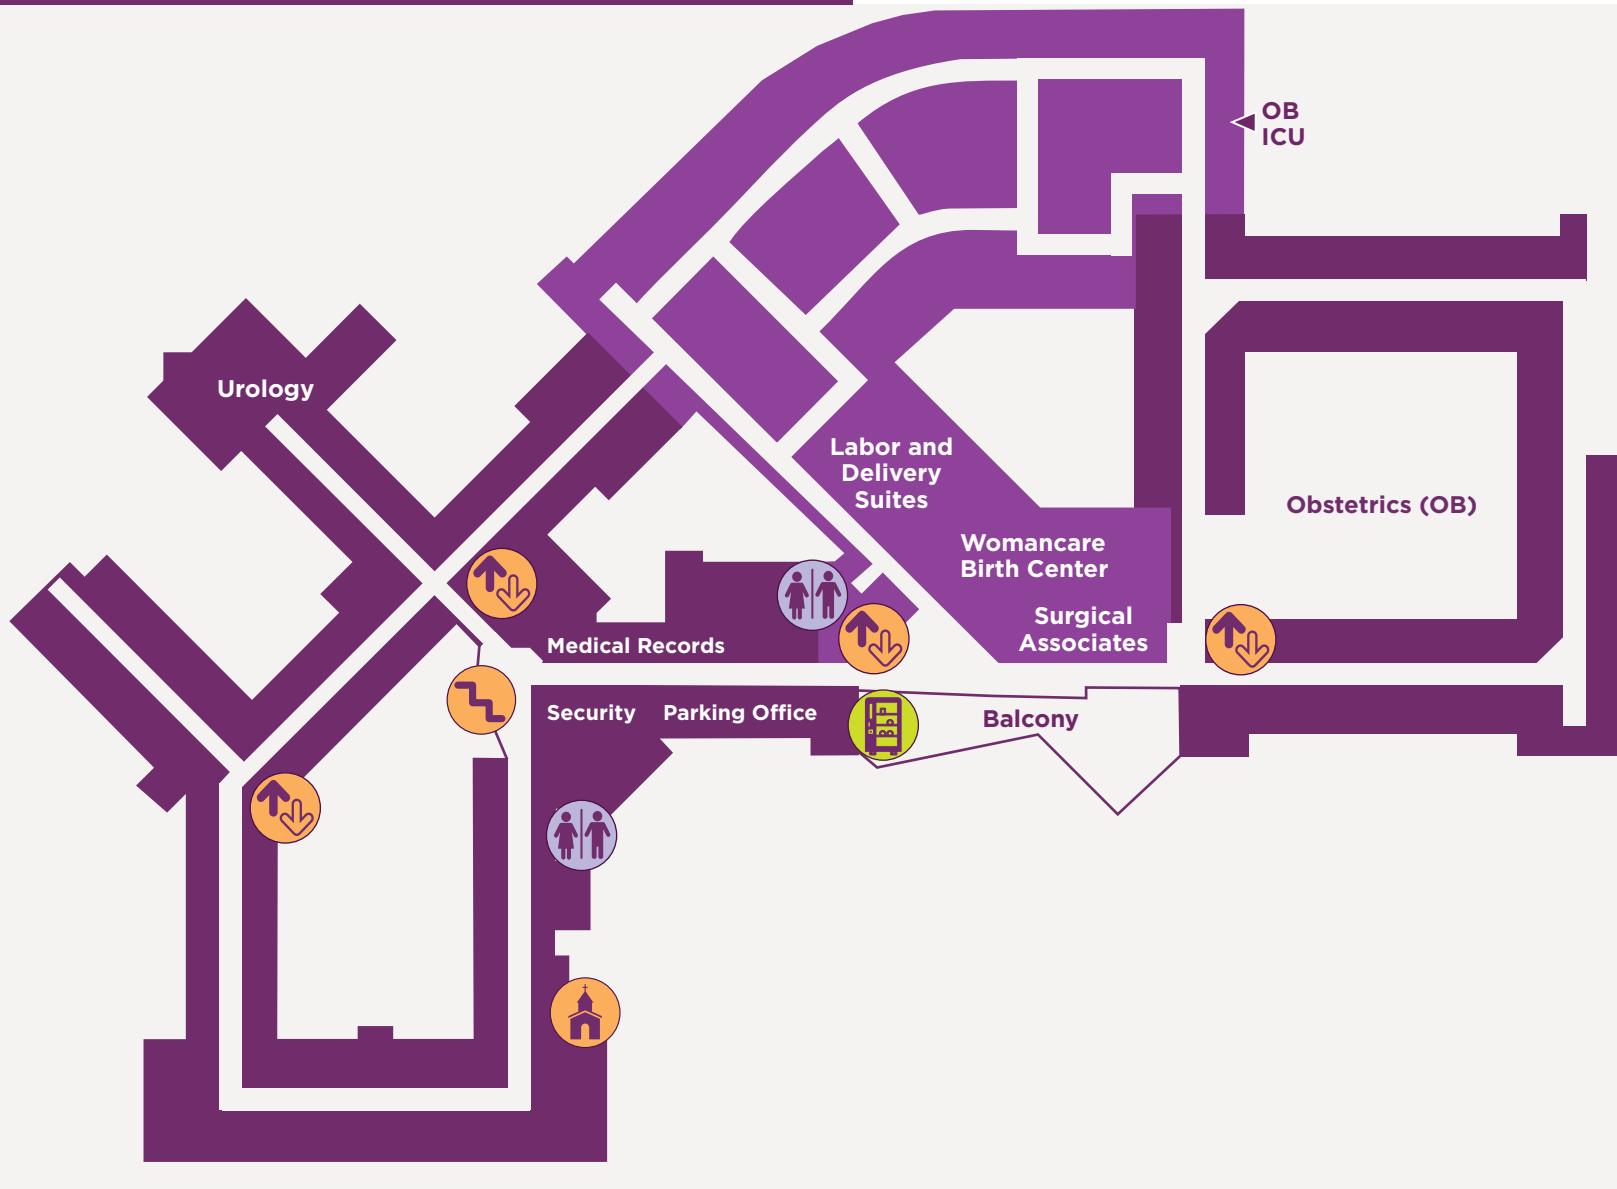 OB
ICU
Urology
Labor and
Delivery
Suites
Obstetrics (OB)
Womancare
Birth Center
Surgical
Associates
Medical Records
Security
Parking Office
Balcony